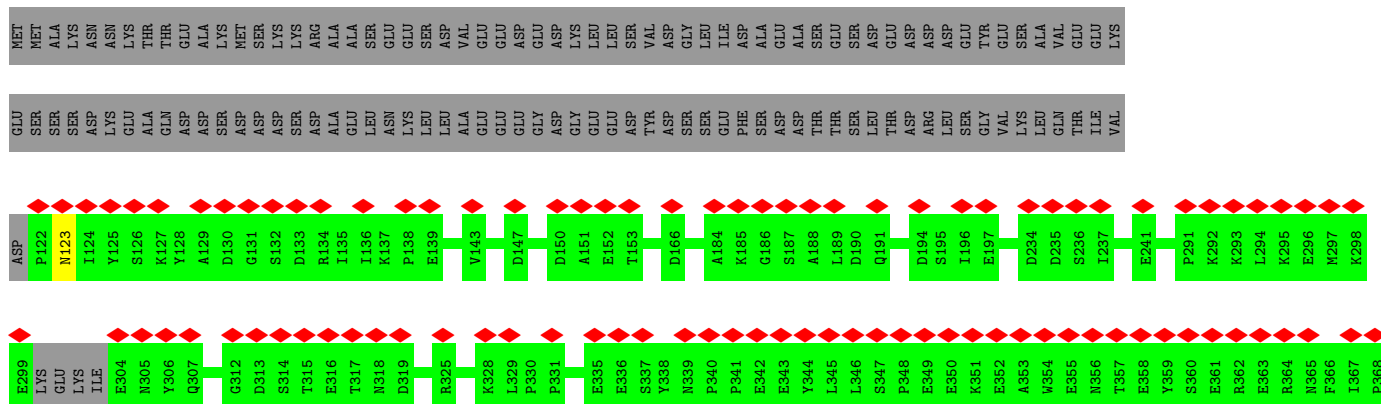 MET MET ALA LYS ASN ASN LYS THR THR GLU ALA LYS MET SER LYS LYS ARG ALA ALA SER GLU GLU SER ASP VAL GLU GLU ASP GLU ASP LYS LEU LEU SER VAL ASP GLY LEU ILE ASP ALA GLU ALA SER GLU SER ASP GLU ASP ASP ASP GLU TYR GLU SER ALA VAL GLU GLU LYS
GLU SER SER SER ASP LYS GLU ALA GLN ASP ASP SER ASP ASP ASP SER ASP ALA GLU LEU ASN LYS LEU LEU ALA GLU GLU GLU GLY ASP GLY GLU GLU ASP TYR ASP SER SER GLU PHE SER ASP ASP THR THR SER LEU THR ASP ARG LEU SER GLY VAL LYS LEU GLN THR ILE VAL
ASP P122 N123 I124 Y125 S126 K127 Y128 A129 D130 G131 S132 D133 R134 I135 I136 K137 P138 E139 V143 D147 D150 A151 E152 T153 D166 A184 K185 G186 S187 A188 L189 D190 Q191 D194 S195 I196 E197 D234 D235 S236 I237 E241 P291 K292 K293 L294 K295 E296 M297 K298
E299 LYS GLU LYS ILE E304 N305 Y306 Q307 G312 D313 S314 T315 E316 T317 N318 D319 R325 K328 L329 P330 P331 E335 E336 S337 Y338 N339 P340 P341 E342 E343 Y344 L345 L346 S347 P348 E349 E350 K351 E352 A353 W354 E355 N356 T357 E358 Y359 S360 E361 R362 E363 R364 N365 F366 I367 P368